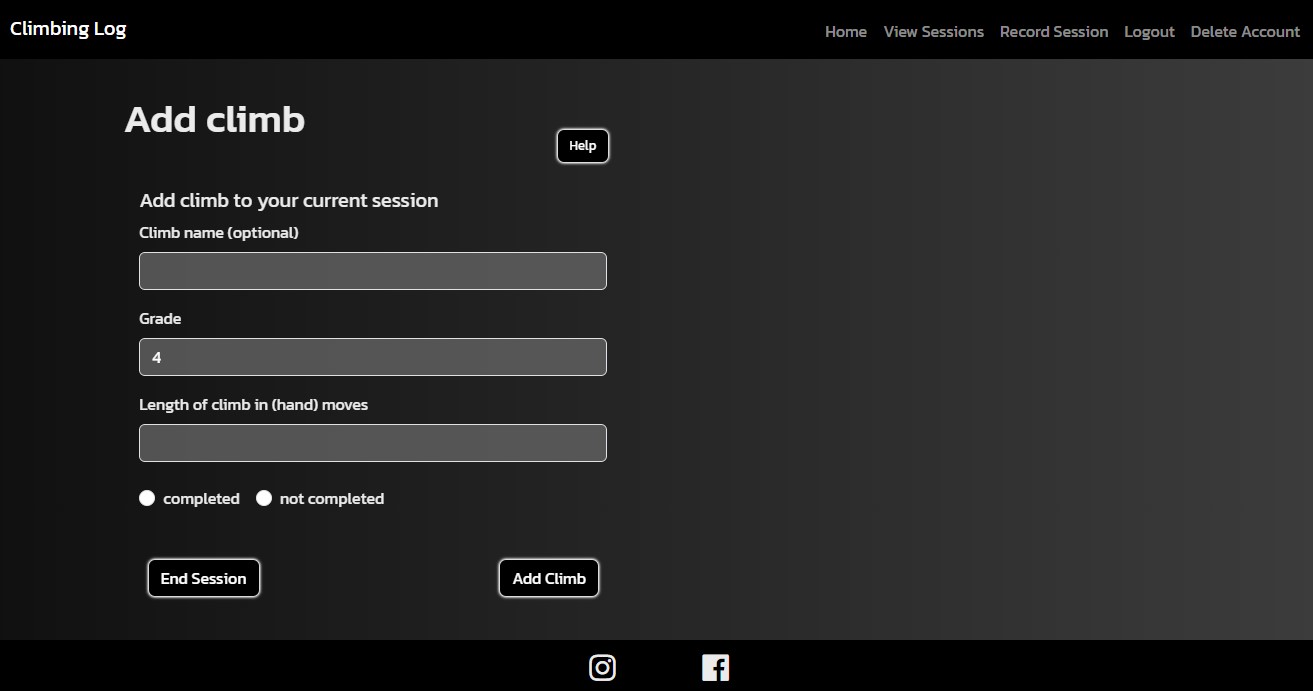 Climbing Log
Home View Sessions Record Session Logout Delete Account
Add climb
Help
Add climb to your current session
Climb name (optional)
Grade
4
Length of climb in (hand) moves
completed not completed
End Session Add Climb